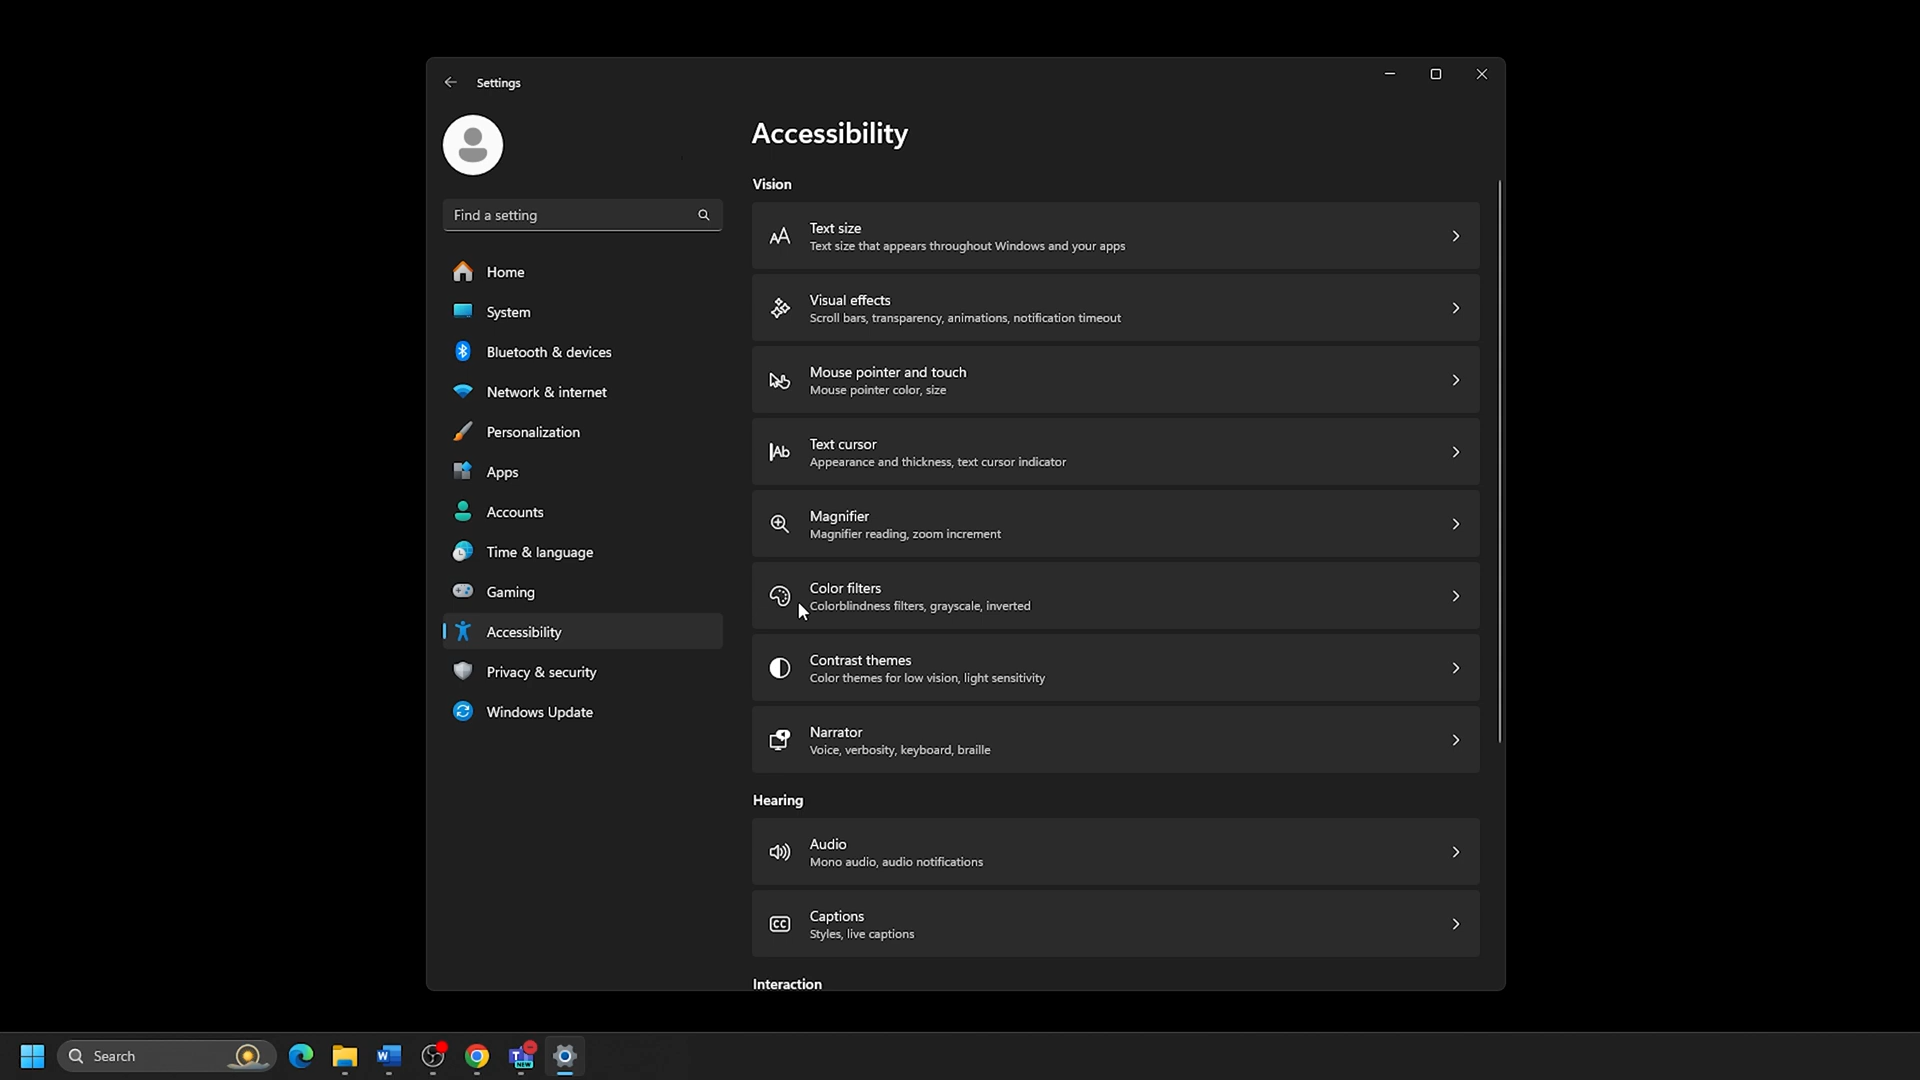 Settings
Find a setting
Home
System
Bluetooth & devices
Network & internet
Personalization
Apps
Accounts
Time & language
Gaming
Accessibility
Privacy & security
Windows Update
Accessibility
Vision
Text size
Text size that appears throughout Windows and your apps
Visual effects
Scroll bars, transparency, animations, notification timeout
Mouse pointer and touch
Mouse pointer color, size
Ab
Text cursor
Appearance and thickness, text cursor indicator
Magnifier
Magnifier reading, zoom increment
Color filters
Colorblindness filters, grayscale, inverted
Contrast themes
Color themes for low vision, light sensitivity
Narrator
Voice, verbosity, keyboard, braille
Hearing
Audio
Mono audio, audio notifications
CC
Captions
Styles, live captions
Interaction
Search
W
T
NEW